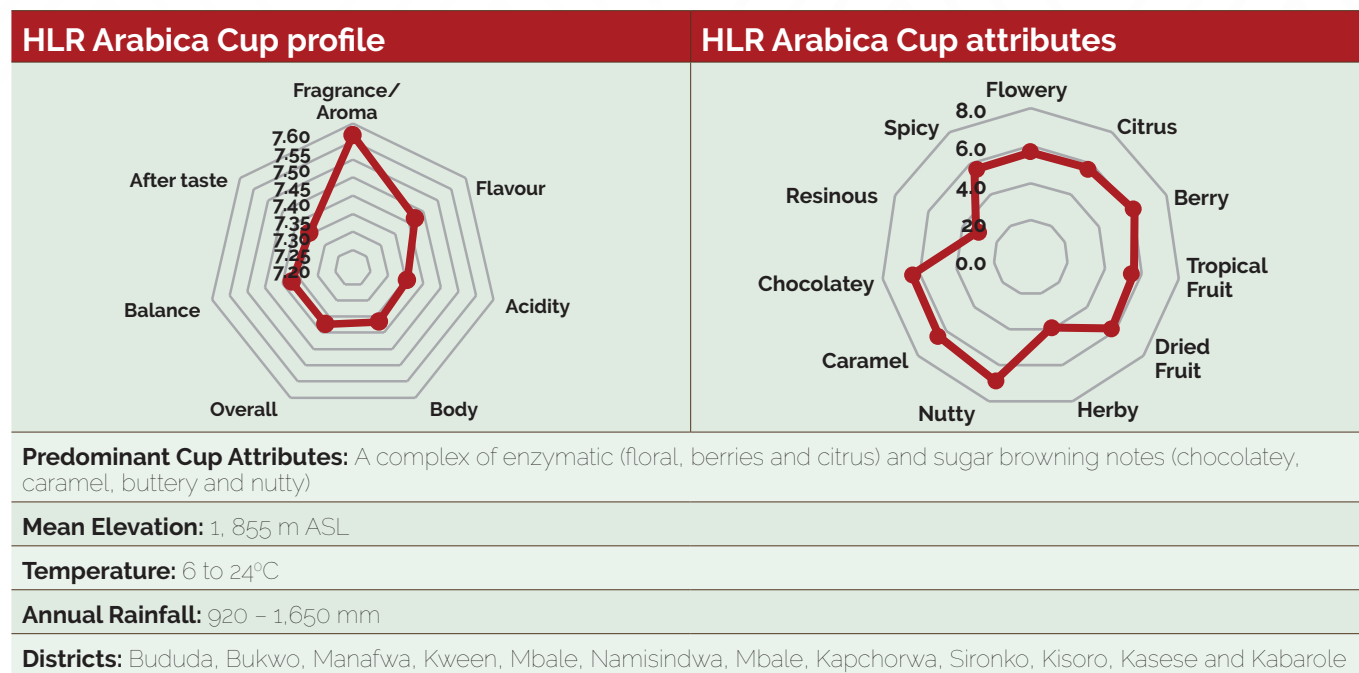 HLR Arabica Cup profile
Fragrance/
Aroma
7.60
7.55
7.50
7.45
7.40
7.35
7.30
7.25
7.20
After taste
Flavour
Balance
Acidity
Overall
Body
HLR Arabica Cup attributes
Flowery
8.0
6.0
4.0
20
0.0
Spicy
Citrus
Resinous
Berry
Chocolatey
Tropical
Fruit
Caramel
Dried
Fruit
Nutty
Herby
Predominant Cup Attributes: A complex of enzymatic (floral, berries and citrus) and sugar browning notes (chocolatey,
caramel, buttery and nutty)
Mean Elevation: 1, 855 m ASL
Temperature: 6 to 24°C
Annual Rainfall: 920 – 1,650 mm
Districts: Bududa, Bukwo, Manafwa, Kween, Mbale, Namisindwa, Mbale, Kapchorwa, Sironko, Kisoro, Kasese and Kabarole